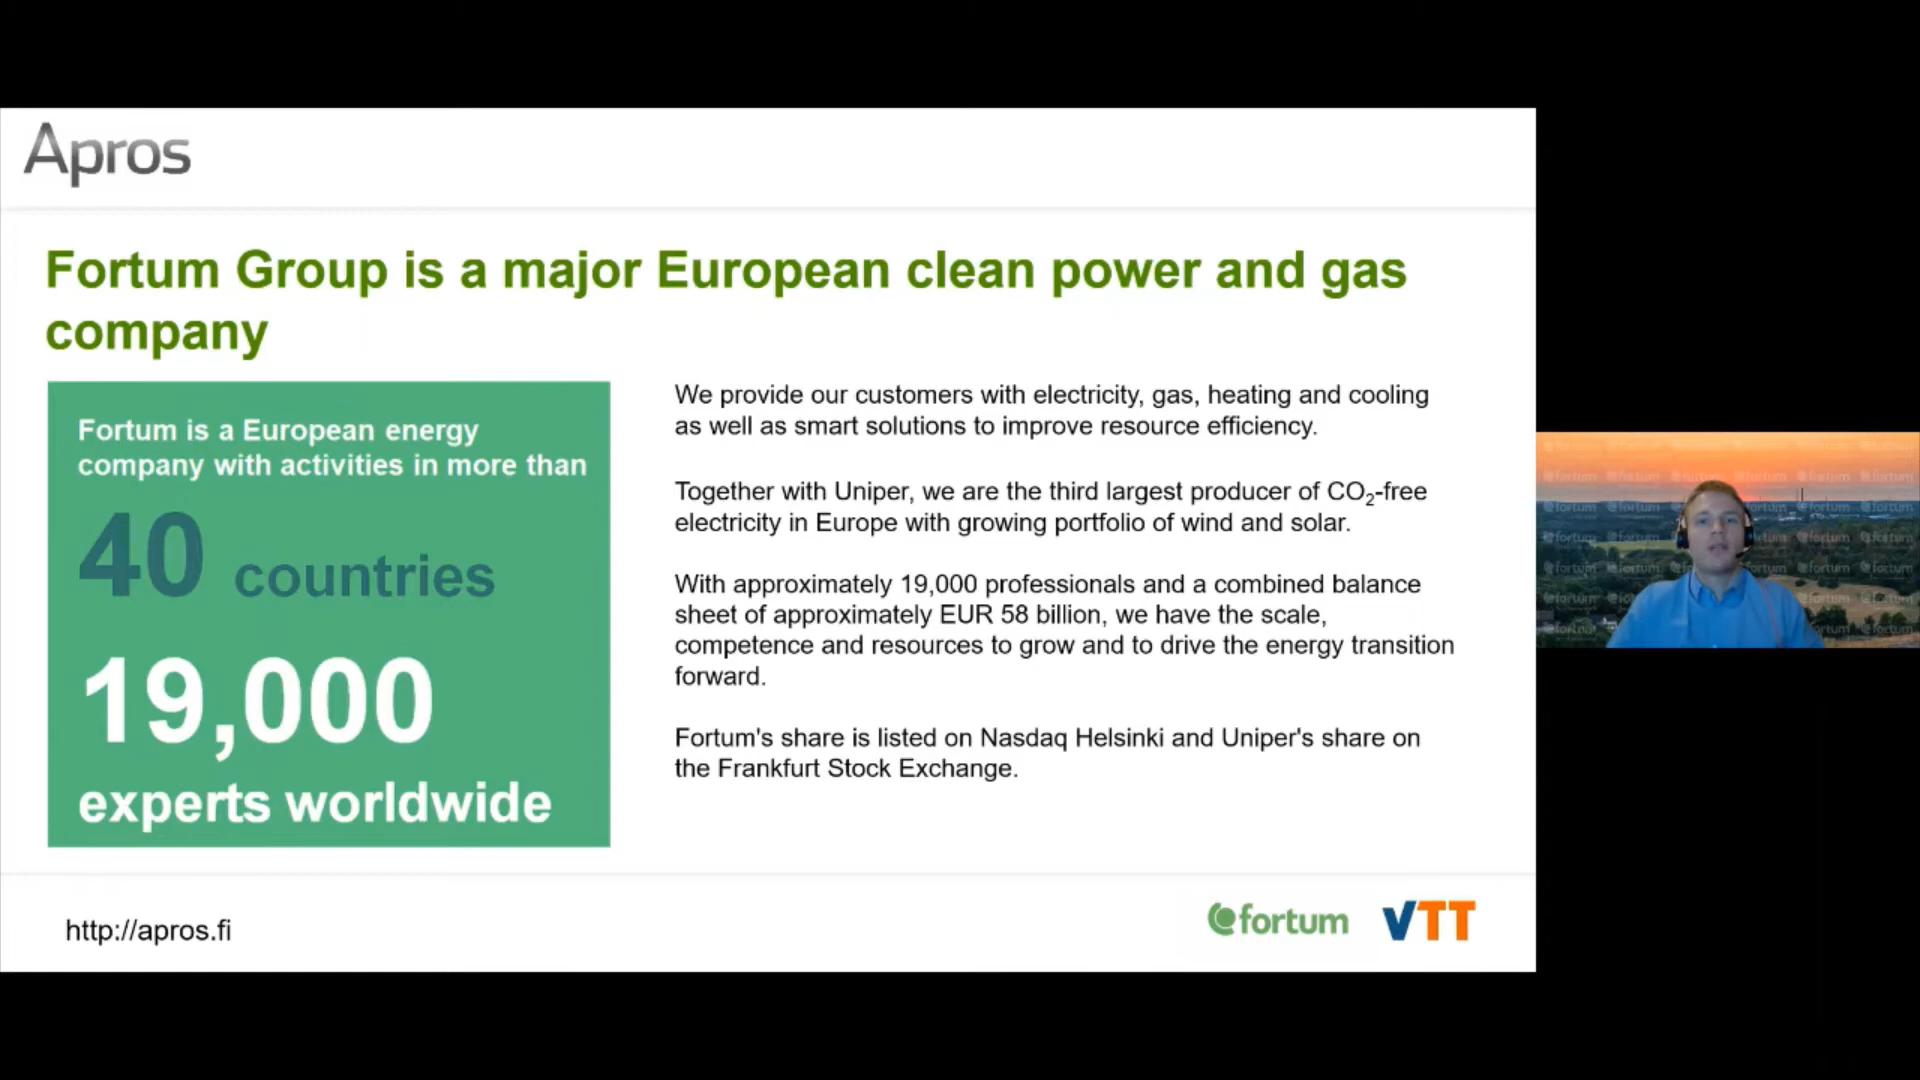 Apros
Fortum Group is a major European clean power and gas
company
Fortum is a European energy
company with activities in more than
40 countries
19,000
experts worldwide
We provide our customers with electricity, gas, heating and cooling
as well as smart solutions to improve resource efficiency.
Together with Uniper, we are the third largest producer of CO₂-free
electricity in Europe with growing portfolio of wind and solar.
With approximately 19,000 professionals and a combined balance
sheet of approximately EUR 58 billion, we have the scale,
competence and resources to grow and to drive the energy transition
forward.
Fortum's share is listed on Nasdaq Helsinki and Uniper's share on
the Frankfurt Stock Exchange.
http://apros.fi
fortum
VTT